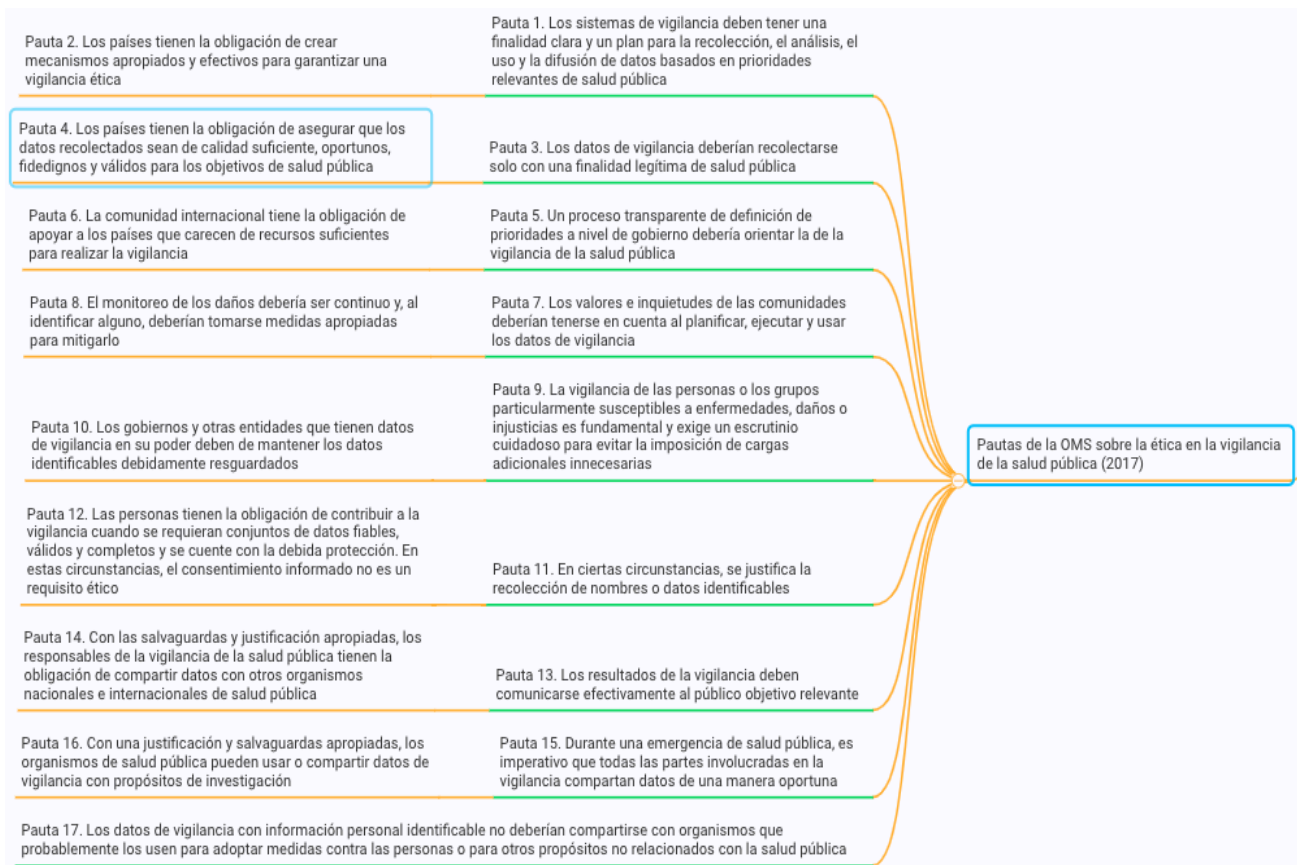 Pauta 1. Los sistemas de vigilancia deben tener una
finalidad clara y un plan para la recolección, el análisis, el
uso y la difusión de datos basados en prioridades
relevantes de salud pública
Pauta 2. Los países tienen la obligación de crear
mecanismos apropiados y efectivos para garantizar una
vigilancia ética
Pauta 3. Los datos de vigilancia deberían recolectarse
solo con una finalidad legítima de salud pública
Pauta 4. Los países tienen la obligación de asegurar que los
datos recolectados sean de calidad suficiente, oportunos,
fidedignos y válidos para los objetivos de salud pública
Pauta 5. Un proceso transparente de definición de
prioridades a nivel de gobierno debería orientar la de la
vigilancia de la salud pública
Pauta 6. La comunidad internacional tiene la obligación de
apoyar a los países que carecen de recursos suficientes
para realizar la vigilancia
Pauta 7. Los valores e inquietudes de las comunidades
deberían tenerse en cuenta al planificar, ejecutar y usar
los datos de vigilancia
Pauta 8. El monitoreo de los daños debería ser continuo y, al
identificar alguno, deberían tomarse medidas apropiadas
para mitigarlo
Pauta 9. La vigilancia de las personas o los grupos
particularmente susceptibles a enfermedades, daños o
injusticias es fundamental y exige un escrutinio
cuidadoso para evitar la imposición de cargas
adicionales innecesarias
Pauta 10. Los gobiernos y otras entidades que tienen datos
de vigilancia en su poder deben de mantener los datos
identificables debidamente resguardados
Pauta 11. En ciertas circunstancias, se justifica la
recolección de nombres o datos identificables
Pauta 12. Las personas tienen la obligación de contribuir a la
vigilancia cuando se requieran conjuntos de datos fiables,
válidos y completos y se cuente con la debida protección. En
estas circunstancias, el consentimiento informado no es un
requisito ético
Pauta 13. Los resultados de la vigilancia deben
comunicarse efectivamente al público objetivo relevante
Pauta 14. Con las salvaguardas y justificación apropiadas, los
responsables de la vigilancia de la salud pública tienen la
obligación de compartir datos con otros organismos
nacionales e internacionales de salud pública
Pauta 15. Durante una emergencia de salud pública, es
imperativo que todas las partes involucradas en la
vigilancia compartan datos de una manera oportuna
Pauta 16. Con una justificación y salvaguardas apropiadas, los
organismos de salud pública pueden usar o compartir datos de
vigilancia con propósitos de investigación
Pauta 17. Los datos de vigilancia con información personal identificable no deberían compartirse con organismos que
probablemente los usen para adoptar medidas contra las personas o para otros propósitos no relacionados con la salud pública
Pautas de la OMS sobre la ética en la vigilancia
de la salud pública (2017)